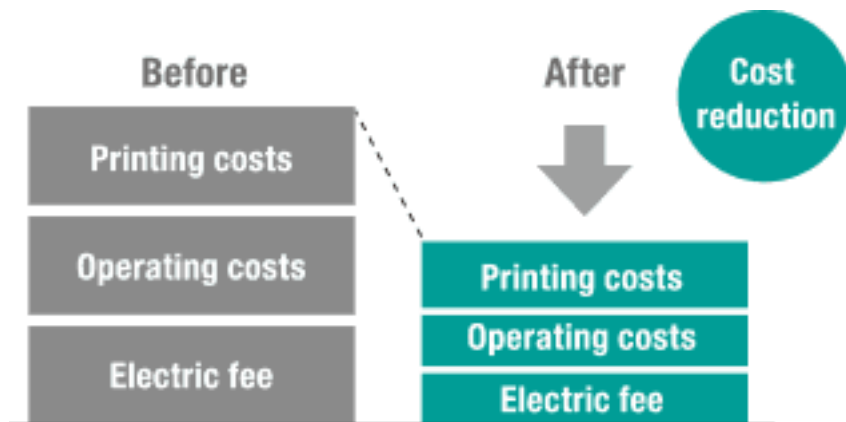 Before
Printing costs
Operating costs
Electric fee
After
Printing costs
Operating costs
Electric fee
Cost
reduction